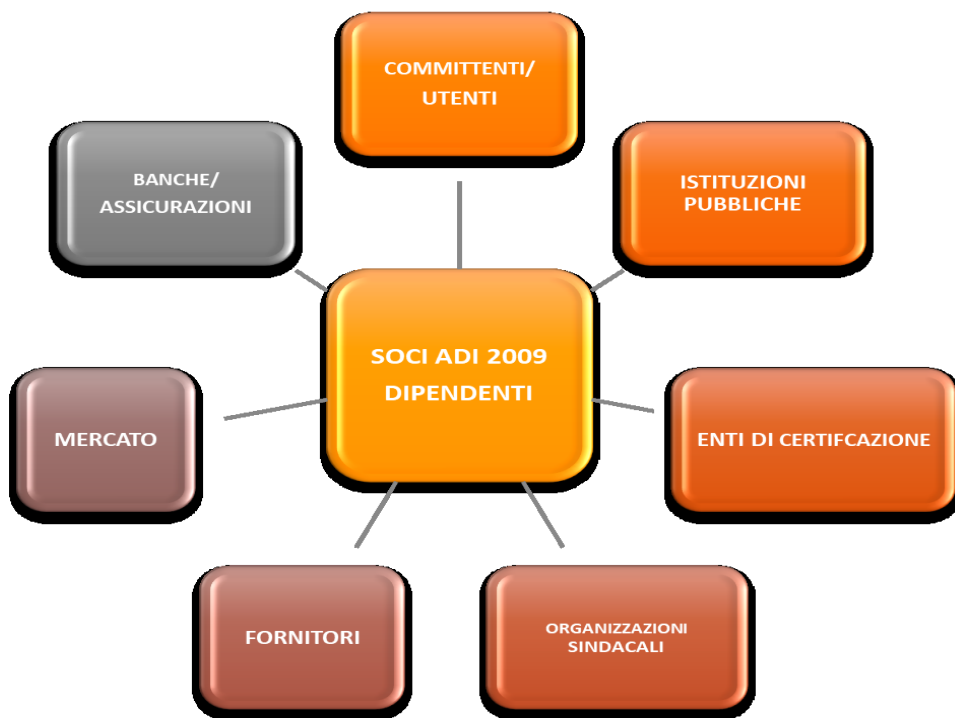 COMMITTENTI/
UTENTI
BANCHE/
ASSICURAZIONI
ISTITUZIONI
PUBBLICHE
SOCI ADI 2009
DIPENDENTI
MERCATO
ENTI DI CERTIFCAZIONE
FORNITORI
ORGANIZZAZIONI
SINDACALI